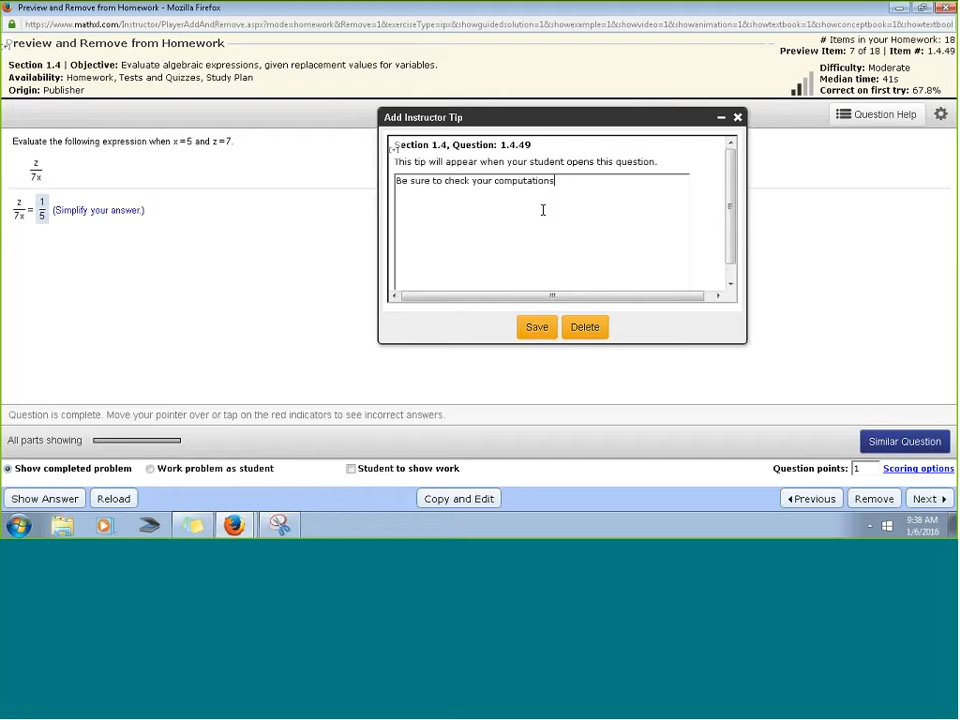 Preview and Remove from Homework - Mozilla Firefox
https://www.mathxl.com/Instructor/PlayerAddAndRemove.aspx?mode=homework&Remove=1&exerciseType=ipx&showguidedsolution=1&showexample=1&showvideo=1&showanimation=1&showtextbook=1&showconceptbook=1&showtextbool
Preview and Remove from Homework
# Items in your Homework: 18
Preview Item: 7 of 18 | Item #: 1.4.49
Section 1.4 | Objective: Evaluate algebraic expressions, given replacement values for variables.
Availability: Homework, Tests and Quizzes, Study Plan
Origin: Publisher
Difficulty: Moderate
Median time: 41s
Correct on first try: 67.8%
Question Help
Evaluate the following expression when x = 5 and z = 7.
z
7x
z/7x = 1/5 (Simplify your answer.)
Add Instructor Tip
Section 1.4, Question: 1.4.49
This tip will appear when your student opens this question.
Be sure to check your computations
Save Delete
Question is complete. Move your pointer over or tap on the red indicators to see incorrect answers.
All parts showing
Similar Question
Show completed problem Work problem as student Student to show work Question points: 1 Scoring options
Show Answer Reload Copy and Edit Previous Remove Next
9:38 AM
1/6/2016